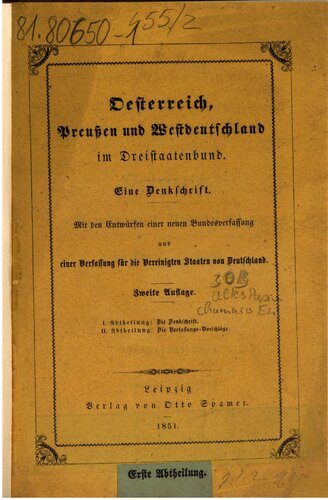 81.80650-455/2
Oesterreich,
Preußen und Westdeutschland
im Dreistaatenbund.
Eine Denkschrift.
Mit den Entwürfen einer neuen Bundesverfassung
und
einer Verfassung für die Vereinigten Staaten von Deutschland.
Zweite Auflage.
I. Abtheilung: Die Denkschrift.
II. Abtheilung: Die Verfassungs-Vorschläge.
Leipzig
Verlag von Otto Spamer.
1851.
Erste Abtheilung.